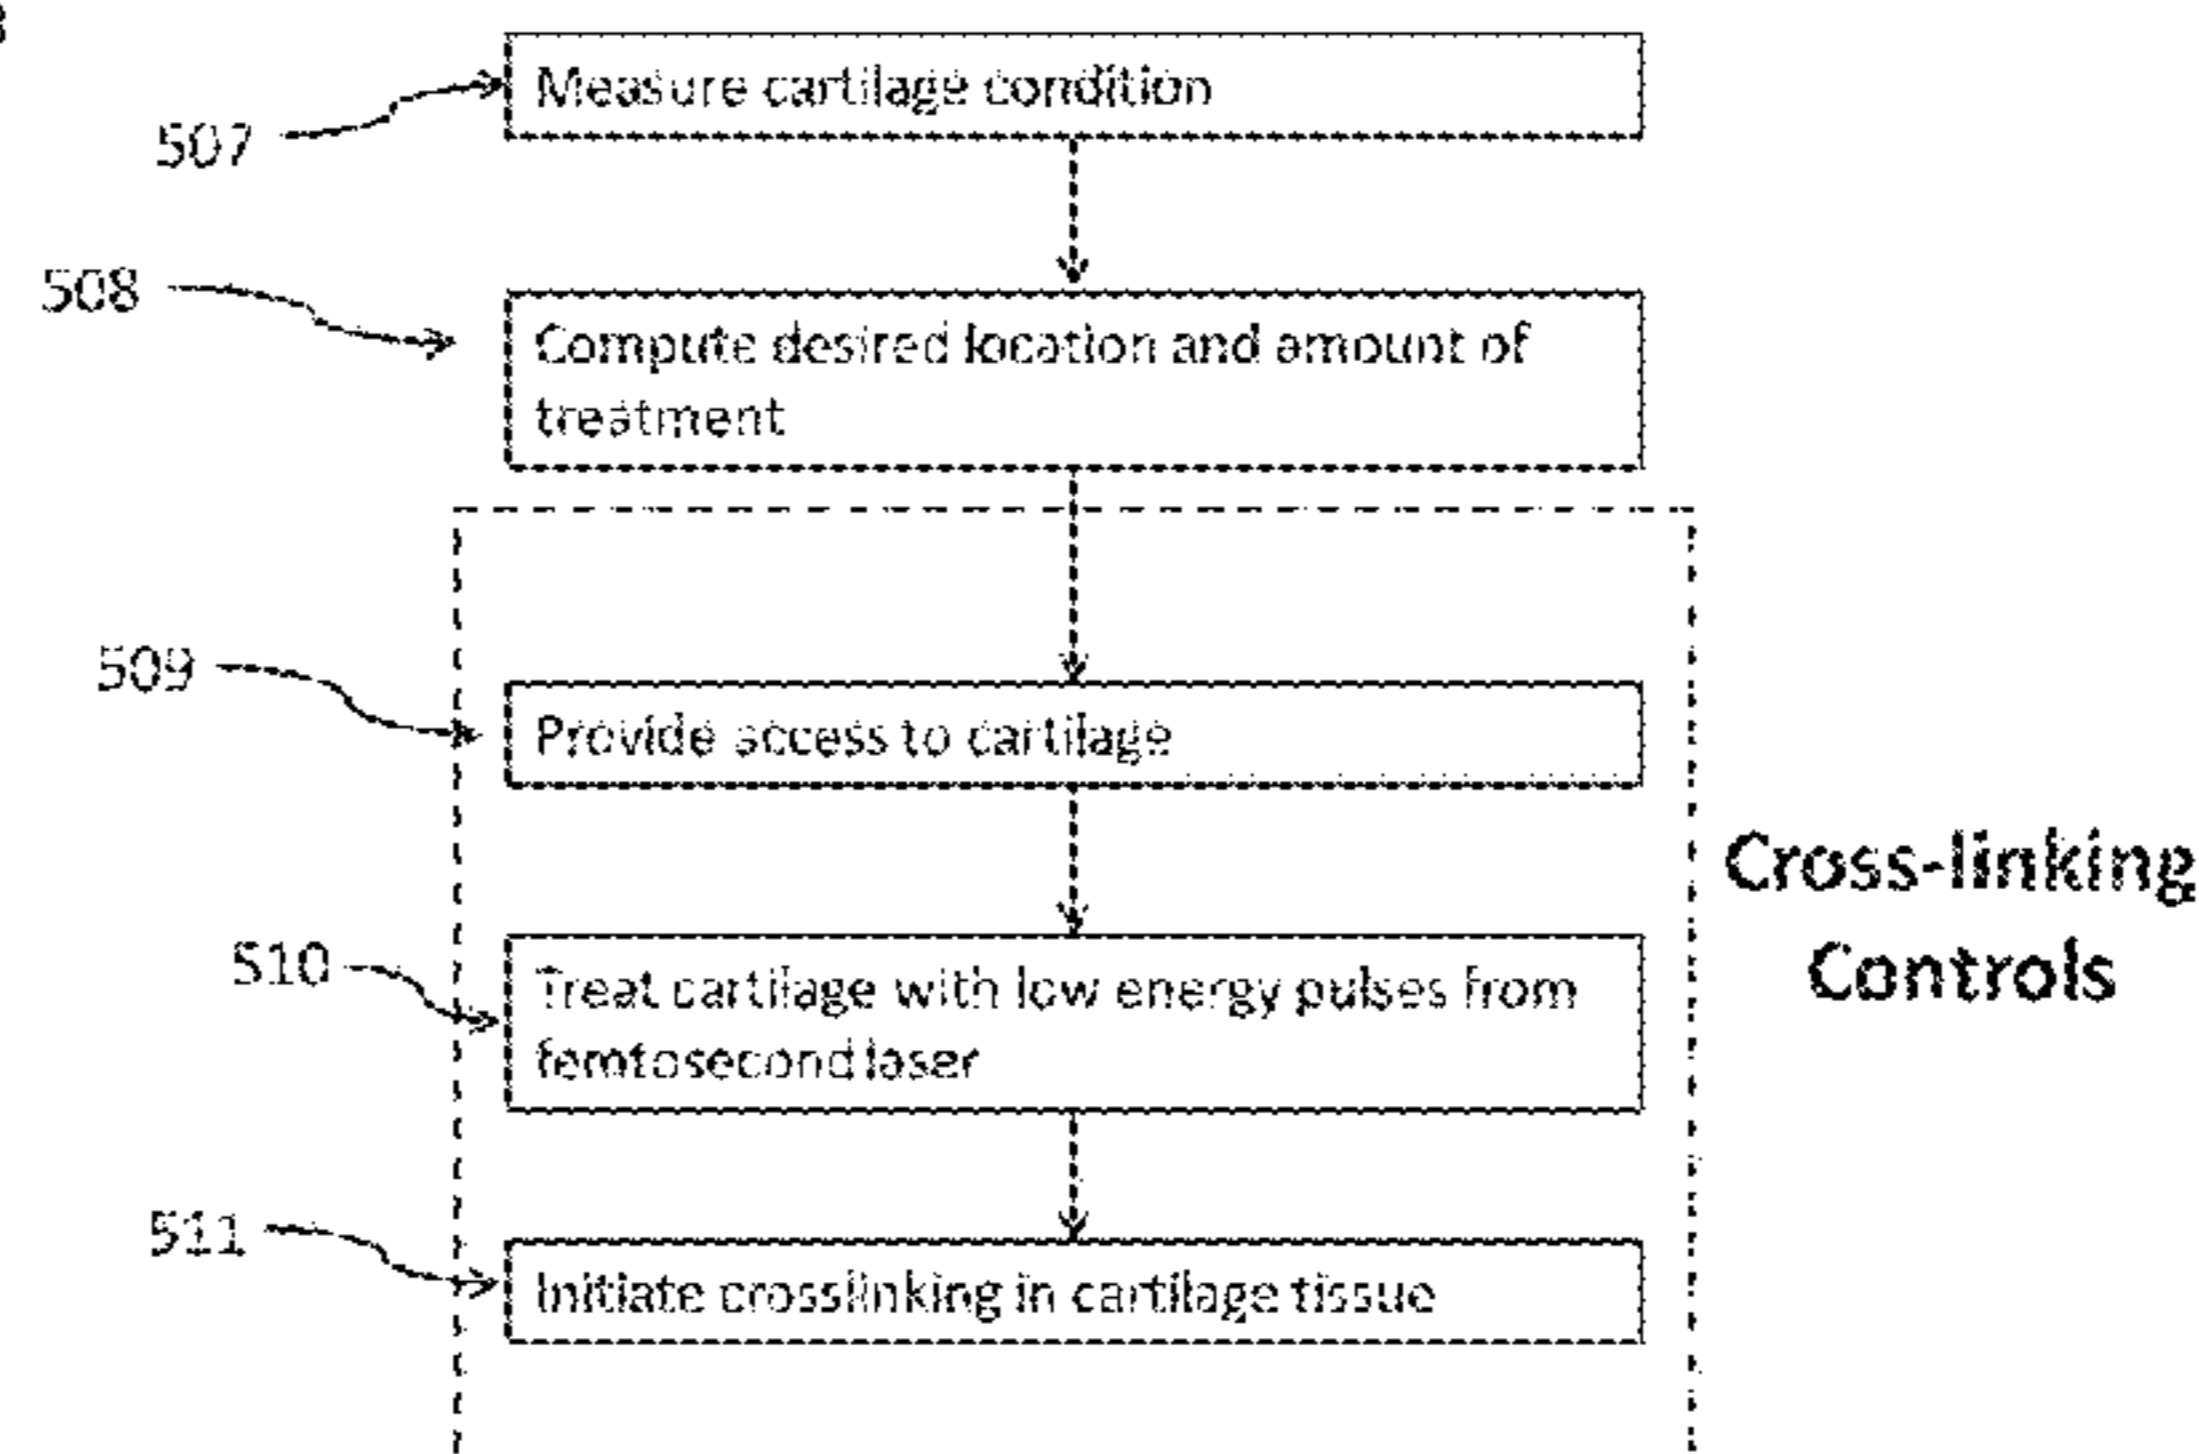 507
Measure cartilage condition
508
Compute desired location and amount of
treatment
509
Provide access to cartilage
510
Treat cartilage with low energy pulses from
femtosecond laser
511
Initiate crosslinking in cartilage tissue
Cross-linking
Controls